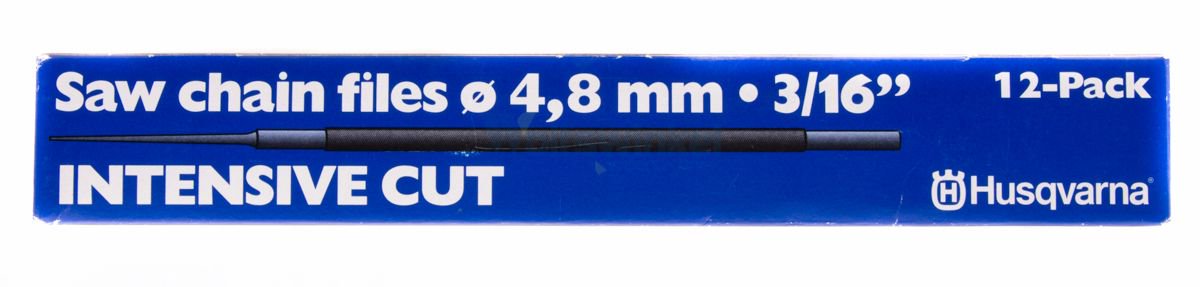 Saw chain files ø 4,8 mm • 3/16” 12-Pack
INTENSIVE CUT
H Husqvarna®